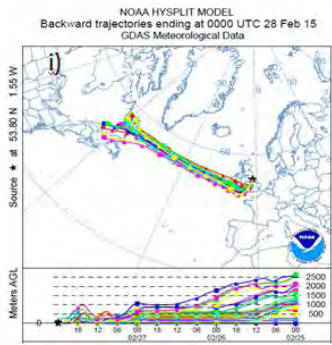 NOAA HYSPLIT MODEL
Backward trajectories ending at 0000 UTC 28 Feb 15
GDAS Meteorological Data
i)
Source ★ at 53.80 N 1.55 W
NOAA
Meters AGL
2500
2000
1500
1000
500
0
18 12 06 00 18 12 06 00 18 12 06 00
02/27 02/26 02/25